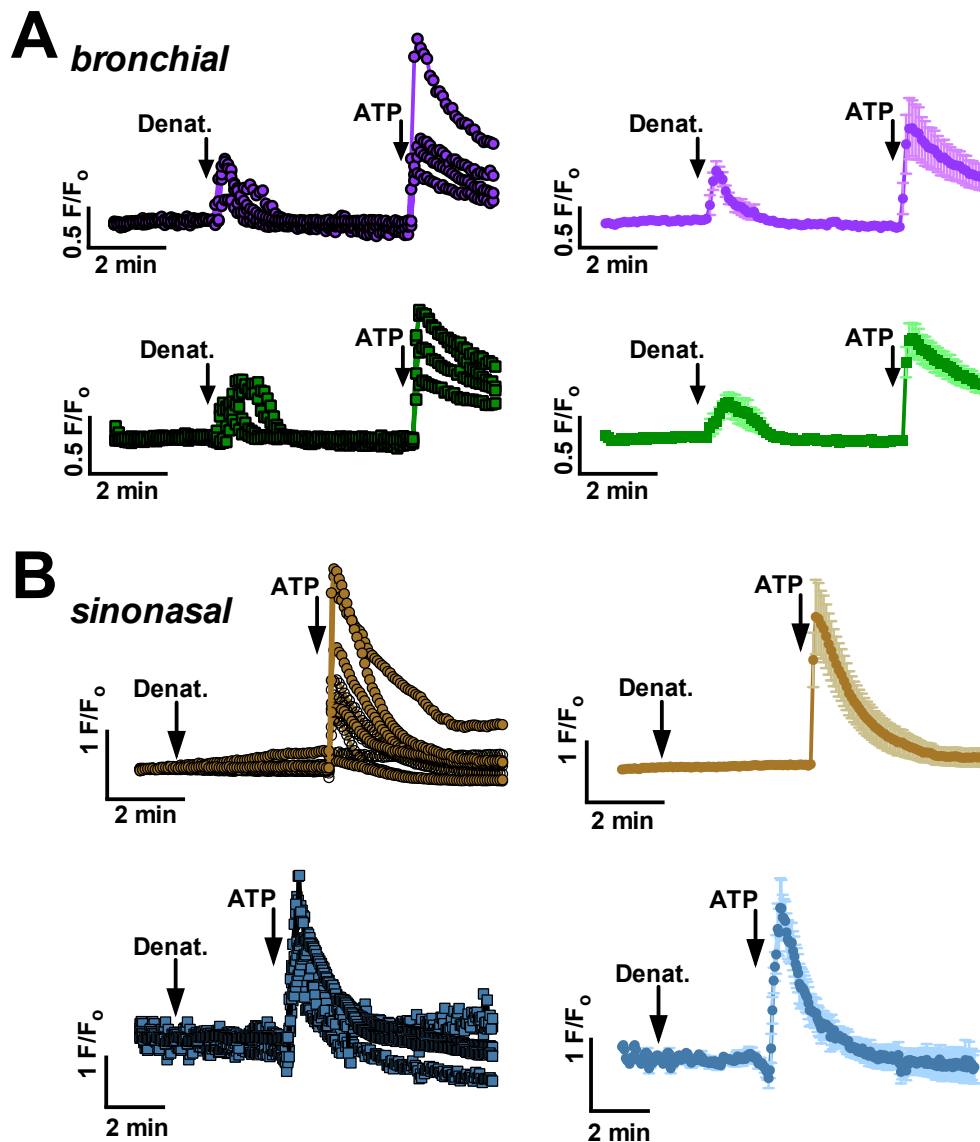 A
bronchial
Denat.
ATP
0.5 F/Fo
2 min
Denat.
ATP
0.5 F/Fo
2 min
Denat.
ATP
0.5 F/Fo
2 min
Denat.
ATP
0.5 F/Fo
2 min
B
sinonasal
ATP
Denat.
1 F/Fo
2 min
ATP
Denat.
1 F/Fo
2 min
ATP
Denat.
1 F/Fo
2 min
ATP
Denat.
1 F/Fo
2 min